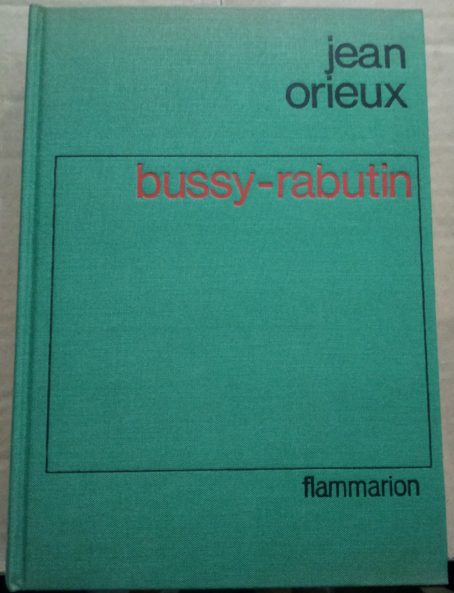 jean
orieux
bussy-rabutin
flammarion